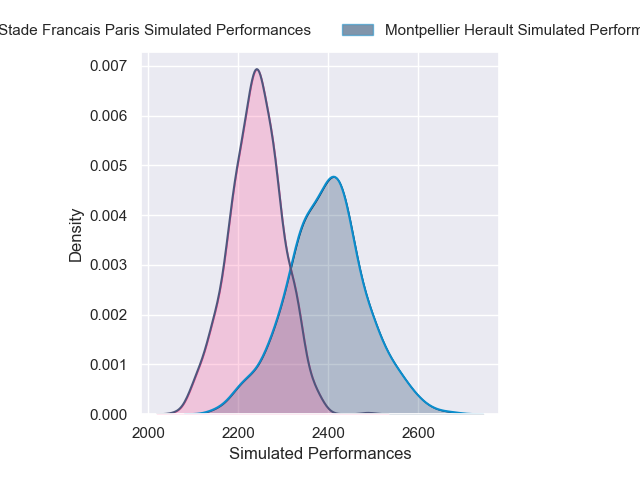 Stade Francais Paris Simulated Performances Montpellier Herault Simulated Perform
0.007
0.006
0.005
0.004
0.003
0.002
0.001
0.000
Density
2000 2200 2400 2600
Simulated Performances